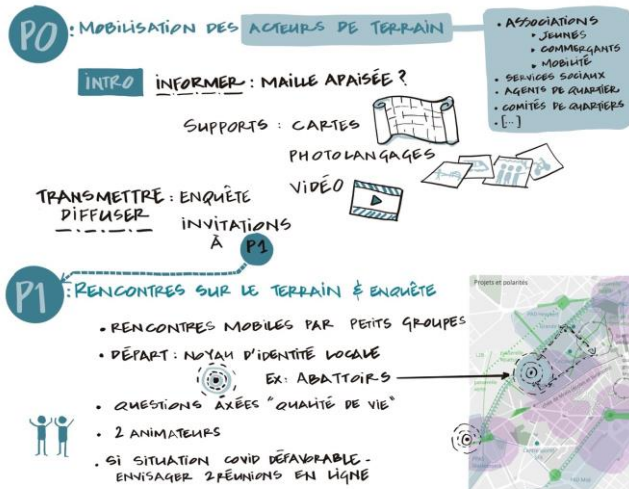 P0 : MOBILISATION DES ACTEURS DE TERRAIN
• ASSOCIATIONS
• JEUNES
• COMMERÇANTS
• MOBILITÉ
• SERVICES SOCIAUX
• AGENTS DE QUARTIER
• COMITÉS DE QUARTIERS
• [...]
INTRO INFORMER : MAILLE APAISÉE ?
SUPPORTS : CARTES
PHOTOLANGAGES
VIDÉO
TRANSMETTRE : ENQUÊTE
DIFFUSER
INVITATIONS
À P1
P1 : RENCONTRES SUR LE TERRAIN & ENQUÊTE
• RENCONTRES MOBILES PAR PETITS GROUPES
• DÉPART : NOYAU D'IDENTITÉ LOCALE
EX: ABATTOIRS
• QUESTIONS AXÉES "QUALITÉ DE VIE"
• 2 ANIMATEURS
• SI SITUATION COVID DÉFAVORABLE -
ENVISAGER 2 RÉUNIONS EN LIGNE
Projets et polarités